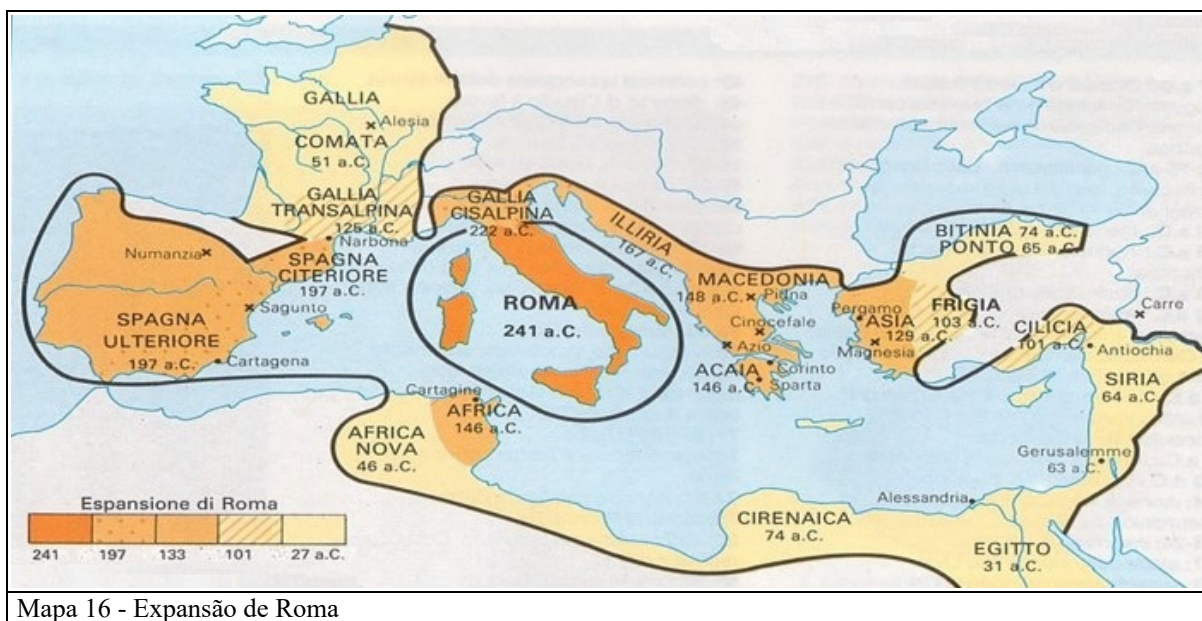 GALLIA
Alesia
COMATA
51 a.C.
GALLIA
TRANSALPINA
125 a.C.
Narbona
GALLIA
CISALPINA
222 a.C.
ILLIRIA
167 a.C.
Numanzia
SPAGNA
CITERIORE
197 a.C.
Sagunto
SPAGNA
ULTERIORE
197 a.C.
Cartagena
ROMA
241 a.C.
MACEDONIA
148 a.C.
Pidna
Cinocefale
Azio
ACAIA
146 a.C.
Corinto
Sparta
BITINIA 74 a.C.
PONTO 65 a.C.
Pergamo
ASIA
129 a.C.
Magnesia
FRIGIA
103 a.C.
CILICIA
101 a.C.
Carre
Antiochia
SIRIA
64 a.C.
Gerusalemme
63 a.C.
Cartagine
AFRICA
146 a.C.
AFRICA
NOVA
46 a.C.
Alessandria
CIRENAICA
74 a.C.
EGITTO
31 a.C.
Espansione di Roma
241 197 133 101 27 a.C.
Mapa 16 - Expansão de Roma